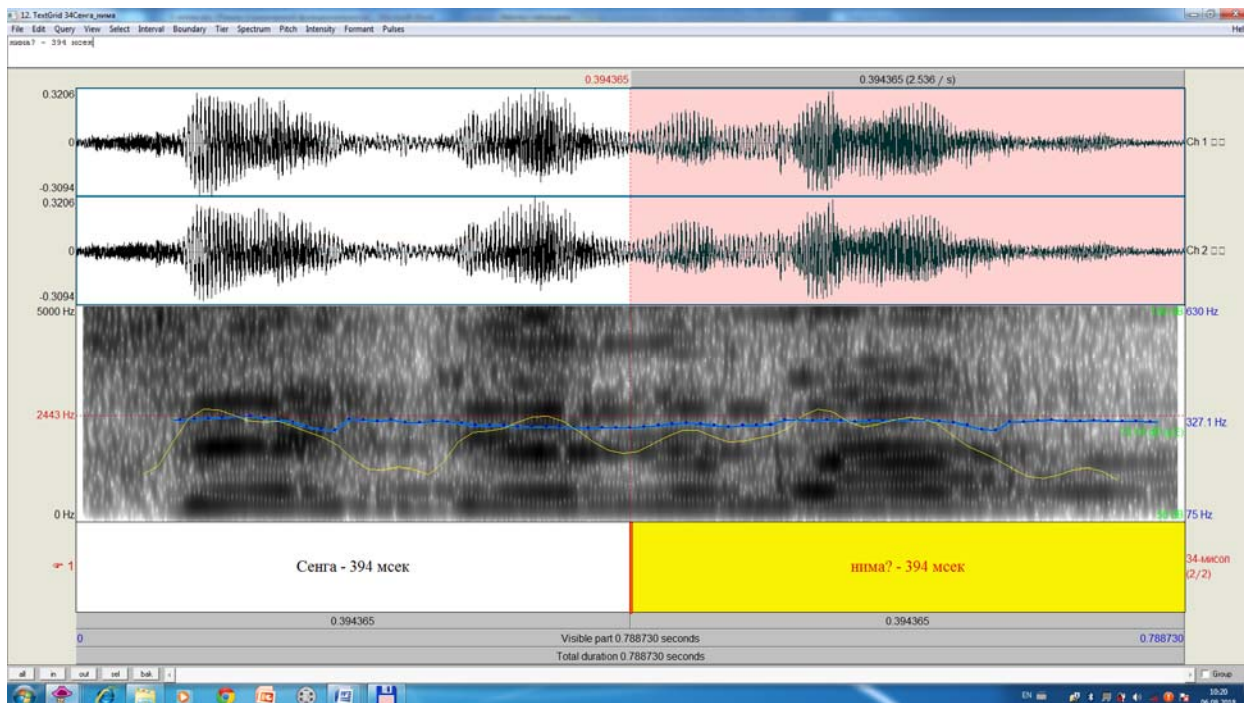 12. TextGrid 34Сенга_нима
File Edit Query View Select Interval Boundary Tier Spectrum Pitch Intensity Formant Pulses Hel
нима? - 394 мсек
0.394365 0.394365 (2.536 / s)
0.3206
0
-0.3094
Ch 1
0.3206
0
-0.3094
Ch 2
5000 Hz 630 Hz
2443 Hz 327.1 Hz
0 Hz 75 Hz
1 Сенга - 394 мсек нима? - 394 мсек 34-мисол
(2/2)
0.394365 0.394365
0 Visible part 0.788730 seconds 0.788730
Total duration 0.788730 seconds
all in out sel bak Group
EN 10:20
06.08.2018